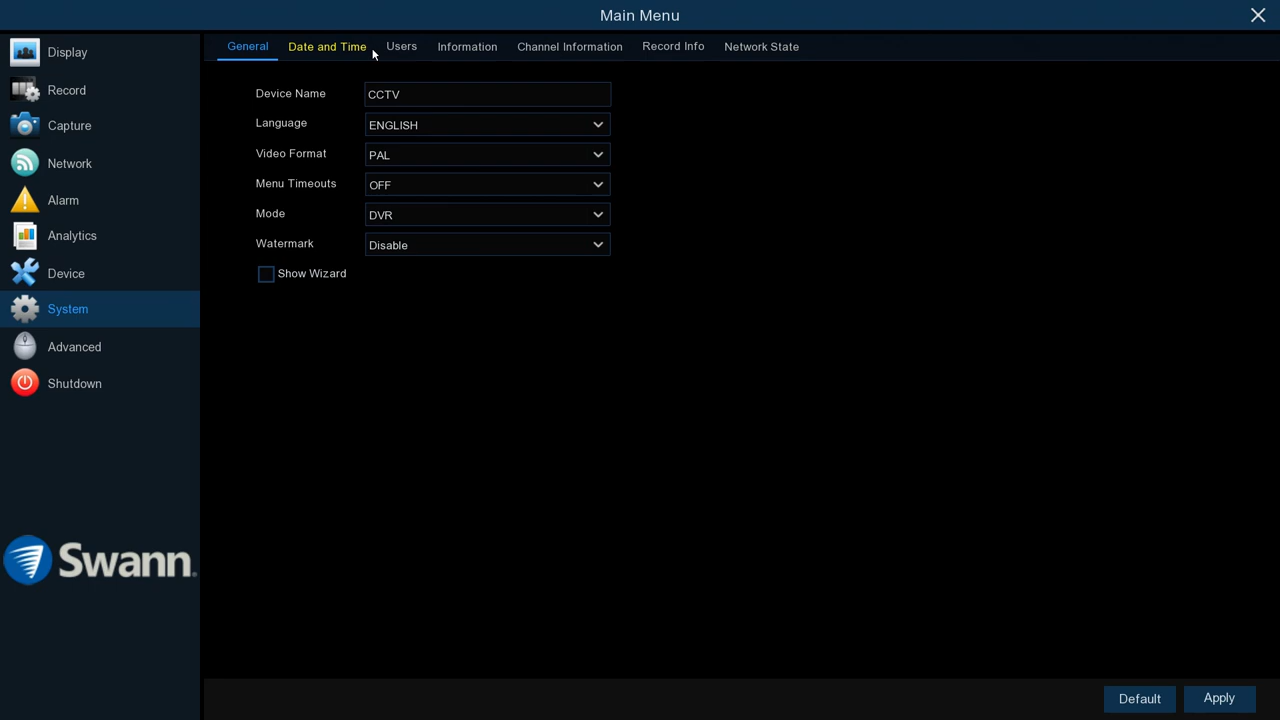 Main Menu
Display
Record
Capture
Network
Alarm
Analytics
Device
System
Advanced
Shutdown
Swann
General Date and Time Users Information Channel Information Record Info Network State
Device Name CCTV
Language ENGLISH
Video Format PAL
Menu Timeouts OFF
Mode DVR
Watermark Disable
Show Wizard
Default Apply